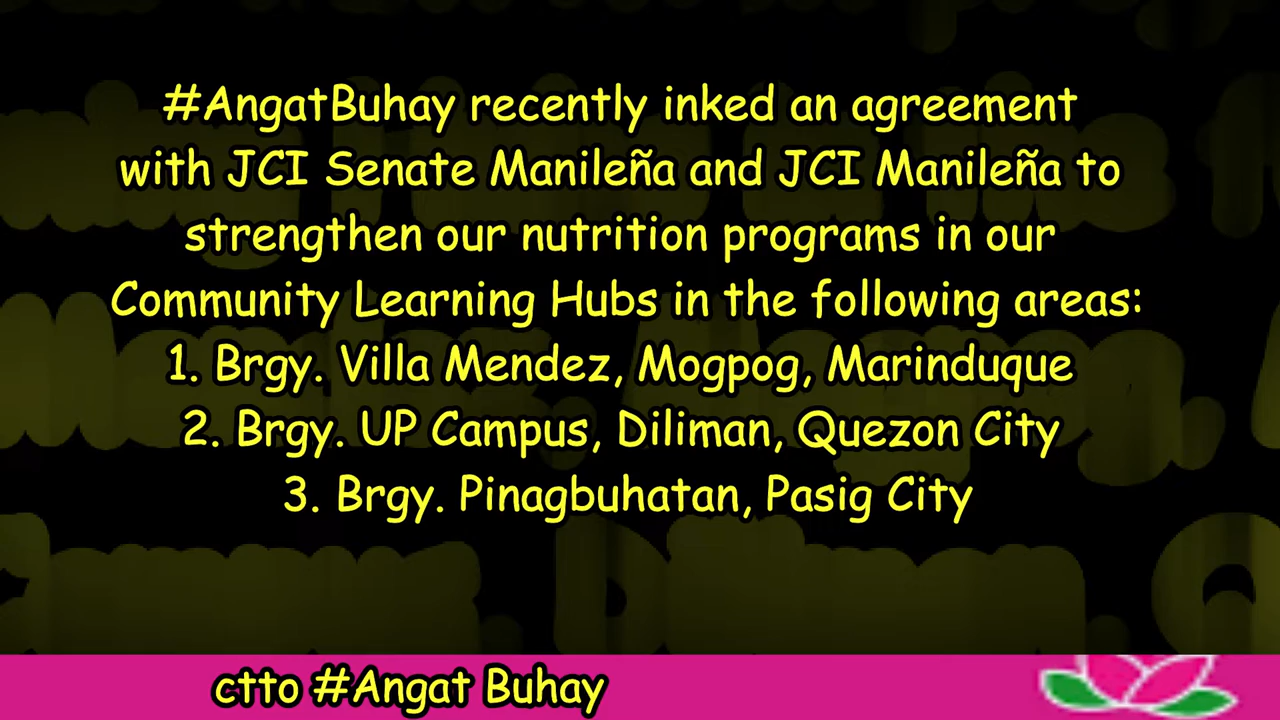 #AngatBuhay recently inked an agreement
with JCI Senate Manileña and JCI Manileña to
strengthen our nutrition programs in our
Community Learning Hubs in the following areas:
1. Brgy. Villa Mendez, Mogpog, Marinduque
2. Brgy. UP Campus, Diliman, Quezon City
3. Brgy. Pinagbuhatan, Pasig City
ctto #Angat Buhay